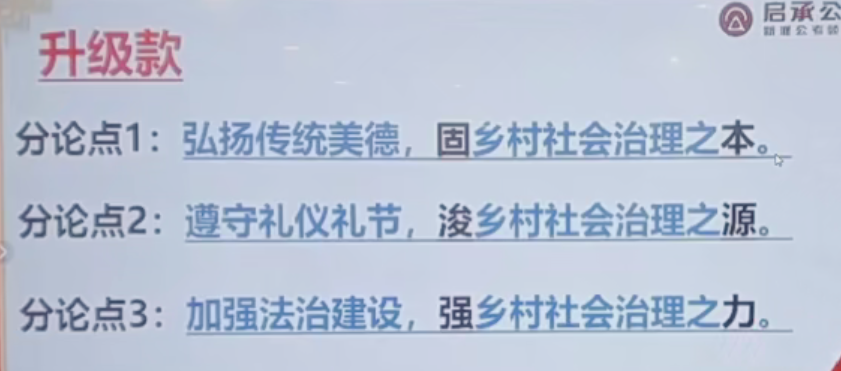 启承公
升级款
分论点1：弘扬传统美德，固乡村社会治理之本。
分论点2：遵守礼仪礼节，浚乡村社会治理之源。
分论点3：加强法治建设，强乡村社会治理之力。